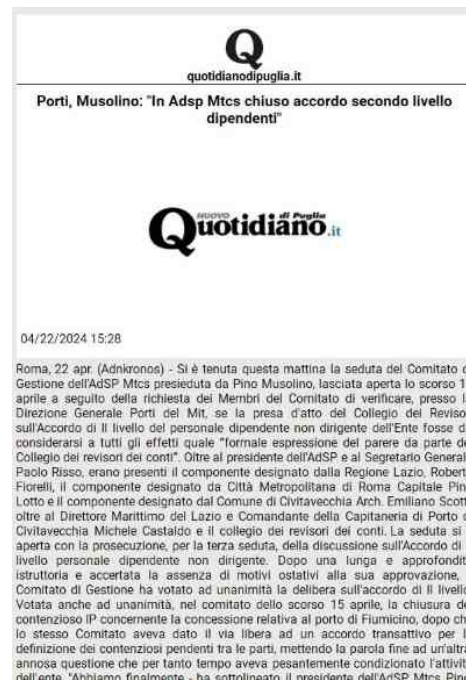 Q
quotidianodipuglia.it
Porti, Musolino: "In Adsp Mtcs chiuso accordo secondo livello
dipendenti"
NUOVO di Puglia
Quotidiano.it
04/22/2024 15:28
Roma, 22 apr. (Adnkronos) - Si è tenuta questa mattina la seduta del Comitato d
Gestione dell'AdSP Mtcs presieduta da Pino Musolino, lasciata aperta lo scorso 1
aprile a seguito della richiesta dei Membri del Comitato di verificare, presso l
Direzione Generale Porti del Mit, se la presa d'atto del Collegio dei Reviso
sull'Accordo di II livello del personale dipendente non dirigente dell'Ente fosse d
considerarsi a tutti gli effetti quale "formale espressione del parere da parte de
Collegio dei revisori dei conti". Oltre al presidente dell'AdSP e al Segretario General
Paolo Risso, erano presenti il componente designato dalla Regione Lazio, Robert
Fiorelli, il componente designato da Città Metropolitana di Roma Capitale Pin
Lotto e il componente designato dal Comune di Civitavecchia Arch. Emiliano Scott
oltre al Direttore Marittimo del Lazio e Comandante della Capitaneria di Porto d
Civitavecchia Michele Castaldo e il collegio dei revisori dei conti. La seduta si
aperta con la prosecuzione, per la terza seduta, della discussione sull'Accordo di
livello personale dipendente non dirigente. Dopo una lunga e approfondit
istruttoria e accertata la assenza di motivi ostativi alla sua approvazione,
Comitato di Gestione ha votato ad unanimità la delibera sull'accordo di II livello
Votata anche ad unanimità, nel comitato dello scorso 15 aprile, la chiusura de
contenzioso IP concernente la concessione relativa al porto di Fiumicino, dopo ch
lo stesso Comitato aveva dato il via libera ad un accordo transattivo per l
definizione dei contenziosi pendenti tra le parti, mettendo la parola fine ad un'altr
annosa questione che per tanto tempo aveva pesantemente condizionato l'attivit
dell'ente. "Abbiamo finalmente - ha sottolineato il presidente dell'AdSP Mtcs Pino